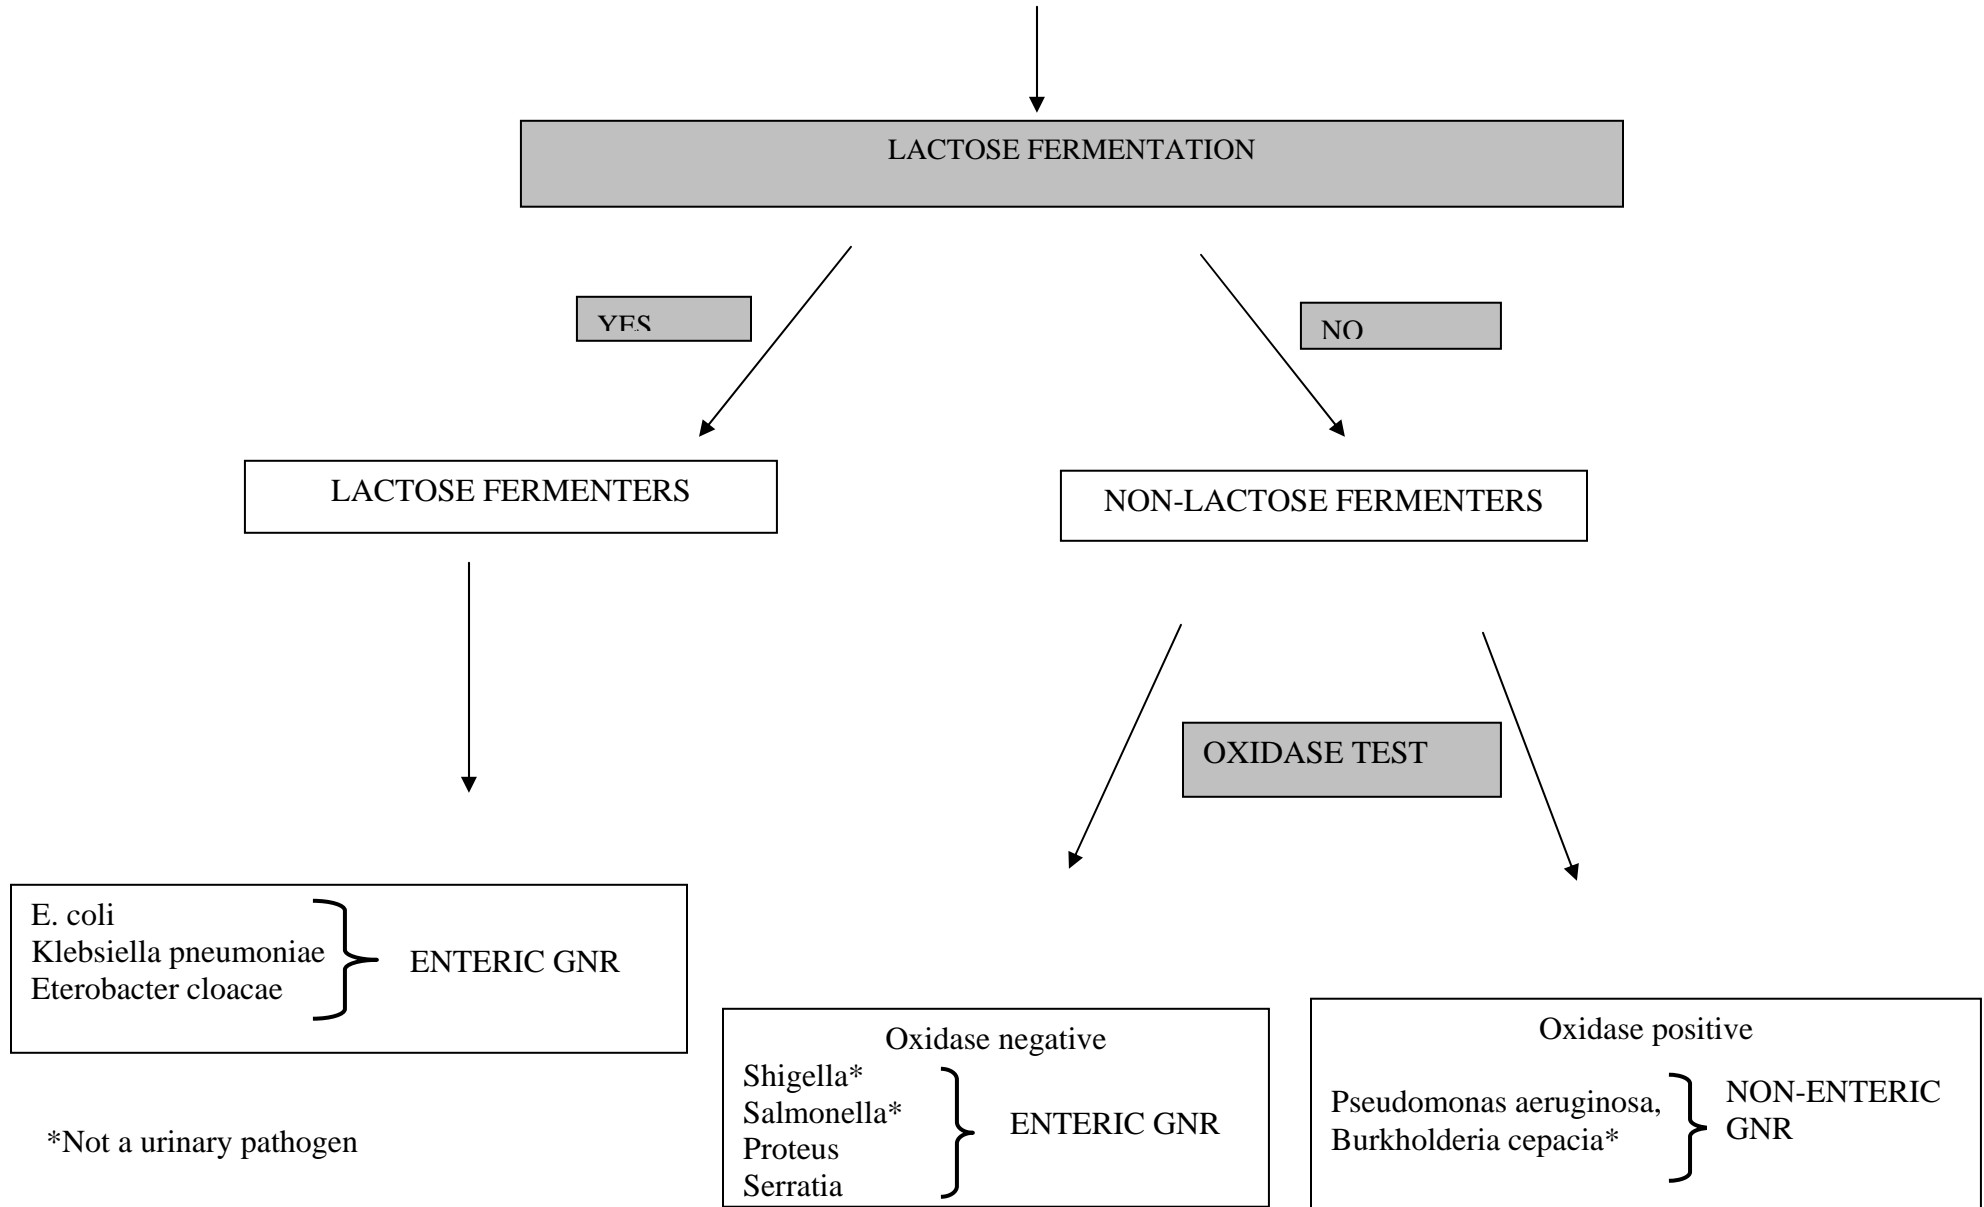 LACTOSE FERMENTATION
YES
NO
LACTOSE FERMENTERS
NON-LACTOSE FERMENTERS
OXIDASE TEST
E. coli
Klebsiella pneumoniae
Eterobacter cloacae
ENTERIC GNR
Oxidase negative
Shigella*
Salmonella*
Proteus
Serratia
ENTERIC GNR
Oxidase positive
Pseudomonas aeruginosa,
Burkholderia cepacia*
NON-ENTERIC
GNR
*Not a urinary pathogen